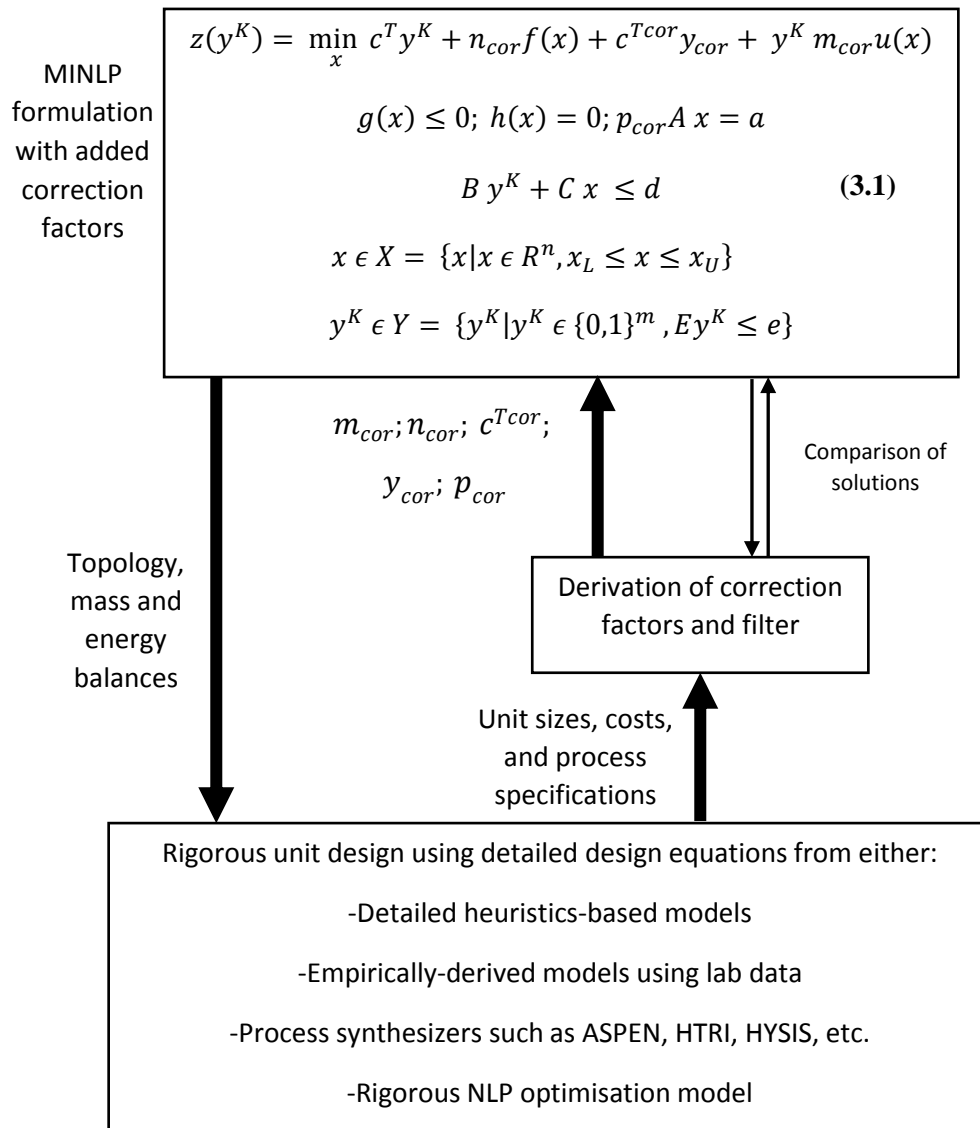 z(y^K) = min_x c^T y^K + n_cor f(x) + c^Tcor y_cor + y^K m_cor u(x)
MINLP
formulation
with added
correction
factors
g(x) ≤ 0; h(x) = 0; p_cor A x = a
B y^K + C x ≤ d
(3.1)
x ϵ X = {x|x ϵ R^n, x_L ≤ x ≤ x_U}
y^K ϵ Y = {y^K|y^K ϵ {0,1}^m , Ey^K ≤ e}
m_cor; n_cor; c^Tcor;
y_cor; p_cor
Comparison of
solutions
Topology,
mass and
energy
balances
Derivation of correction
factors and filter
Unit sizes, costs,
and process
specifications
Rigorous unit design using detailed design equations from either:
-Detailed heuristics-based models
-Empirically-derived models using lab data
-Process synthesizers such as ASPEN, HTRI, HYSIS, etc.
-Rigorous NLP optimisation model